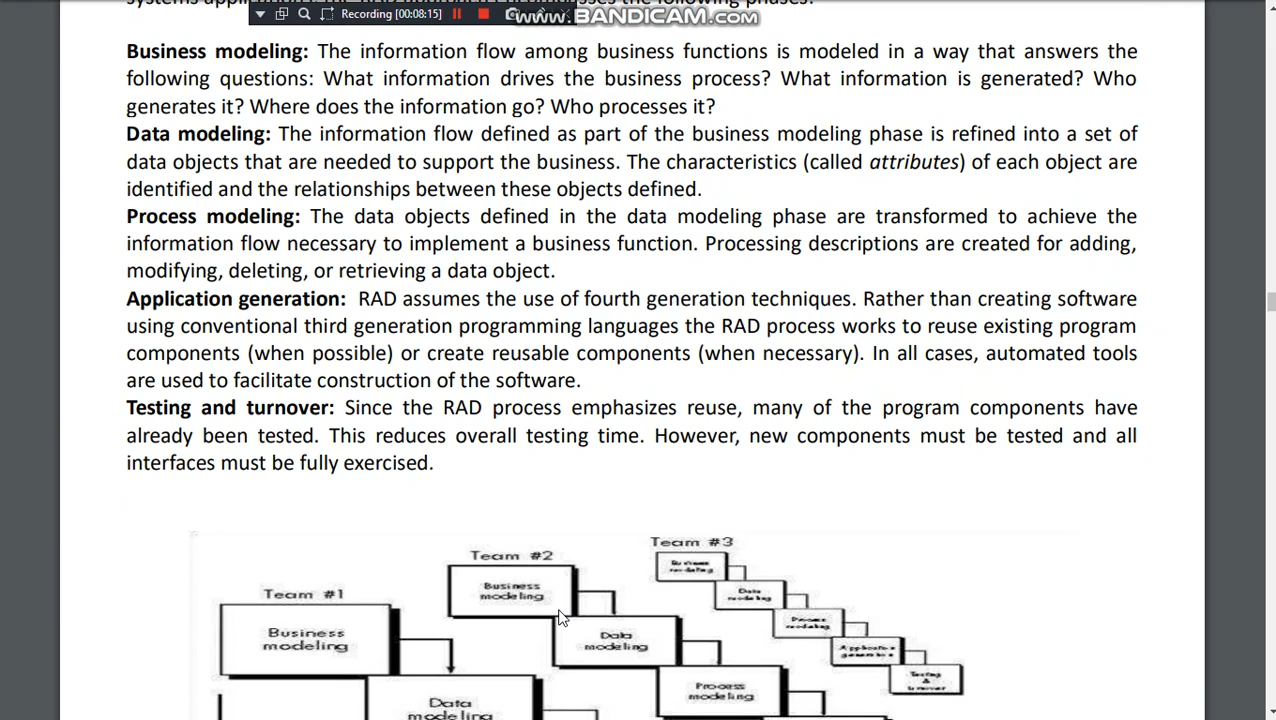 Recording [00:08:15]
www.BANDICAM.com
Business modeling: The information flow among business functions is modeled in a way that answers the
following questions: What information drives the business process? What information is generated? Who
generates it? Where does the information go? Who processes it?
Data modeling: The information flow defined as part of the business modeling phase is refined into a set of
data objects that are needed to support the business. The characteristics (called attributes) of each object are
identified and the relationships between these objects defined.
Process modeling: The data objects defined in the data modeling phase are transformed to achieve the
information flow necessary to implement a business function. Processing descriptions are created for adding,
modifying, deleting, or retrieving a data object.
Application generation: RAD assumes the use of fourth generation techniques. Rather than creating software
using conventional third generation programming languages the RAD process works to reuse existing program
components (when possible) or create reusable components (when necessary). In all cases, automated tools
are used to facilitate construction of the software.
Testing and turnover: Since the RAD process emphasizes reuse, many of the program components have
already been tested. This reduces overall testing time. However, new components must be tested and all
interfaces must be fully exercised.
Team #3
Business
modeling
Data
modeling
Process
modeling
Application
generation
Testing
&
turnover
Team #2
Business
modeling
Data
modeling
Process
modeling
Team #1
Business
modeling
Data
modeling